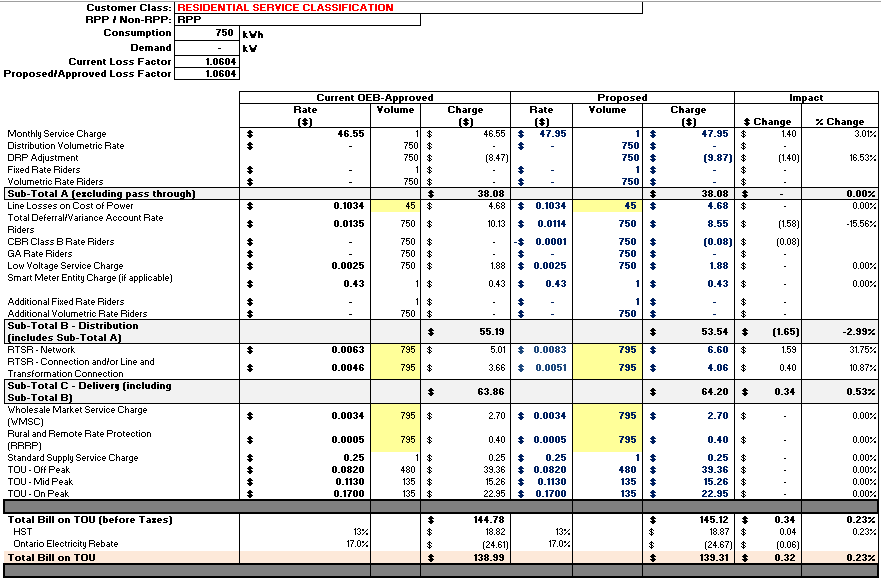 Customer Class: RESIDENTIAL SERVICE CLASSIFICATION
RPP / Non-RPP: RPP
Consumption 750 kWh
Demand - kW
Current Loss Factor 1.0604
Proposed/Approved Loss Factor 1.0604
Current OEB-Approved Proposed Impact
Rate Volume Charge Rate Volume Charge
($) ($) ($) ($) $ Change % Change
Monthly Service Charge $ 46.55 1 $ 46.55 $ 47.95 1 $ 47.95 $ 1.40 3.01%
Distribution Volumetric Rate $ - 750 $ - $ - 750 $ - $ -
DRP Adjustment 750 $ (8.47) 750 $ (9.87) $ (1.40) 16.53%
Fixed Rate Riders $ - 1 $ - $ - 1 $ - $ -
Volumetric Rate Riders $ - 750 $ - $ - 750 $ - $ -
Sub-Total A (excluding pass through) $ 38.08 $ 38.08 $ - 0.00%
Line Losses on Cost of Power $ 0.1034 45 $ 4.68 $ 0.1034 45 $ 4.68 $ - 0.00%
Total Deferral/Variance Account Rate
Riders $ 0.0135 750 $ 10.13 $ 0.0114 750 $ 8.55 $ (1.58) -15.56%
CBR Class B Rate Riders $ - 750 $ - -$ 0.0001 750 $ (0.08) $ (0.08)
GA Rate Riders $ - 750 $ - $ - 750 $ - $ -
Low Voltage Service Charge $ 0.0025 750 $ 1.88 $ 0.0025 750 $ 1.88 $ - 0.00%
Smart Meter Entity Charge (if applicable)
$ 0.43 1 $ 0.43 $ 0.43 1 $ 0.43 $ - 0.00%
Additional Fixed Rate Riders $ - 1 $ - $ - 1 $ - $ -
Additional Volumetric Rate Riders $ - 750 $ - $ - 750 $ - $ -
Sub-Total B - Distribution
(includes Sub-Total A) $ 55.19 $ 53.54 $ (1.65) -2.99%
RTSR - Network $ 0.0063 795 $ 5.01 $ 0.0083 795 $ 6.60 $ 1.59 31.75%
RTSR - Connection and/or Line and
Transformation Connection $ 0.0046 795 $ 3.66 $ 0.0051 795 $ 4.06 $ 0.40 10.87%
Sub-Total C - Delivery (including
Sub-Total B) $ 63.86 $ 64.20 $ 0.34 0.53%
Wholesale Market Service Charge
(WMSC) $ 0.0034 795 $ 2.70 $ 0.0034 795 $ 2.70 $ - 0.00%
Rural and Remote Rate Protection
(RRRP) $ 0.0005 795 $ 0.40 $ 0.0005 795 $ 0.40 $ - 0.00%
Standard Supply Service Charge $ 0.25 1 $ 0.25 $ 0.25 1 $ 0.25 $ - 0.00%
TOU - Off Peak $ 0.0820 480 $ 39.36 $ 0.0820 480 $ 39.36 $ - 0.00%
TOU - Mid Peak $ 0.1130 135 $ 15.26 $ 0.1130 135 $ 15.26 $ - 0.00%
TOU - On Peak $ 0.1700 135 $ 22.95 $ 0.1700 135 $ 22.95 $ - 0.00%
Total Bill on TOU (before Taxes) $ 144.78 $ 145.12 $ 0.34 0.23%
HST 13% $ 18.82 13% $ 18.87 $ 0.04 0.23%
Ontario Electricity Rebate 17.0% $ (24.61) 17.0% $ (24.67) $ (0.06)
Total Bill on TOU $ 138.99 $ 139.31 $ 0.32 0.23%